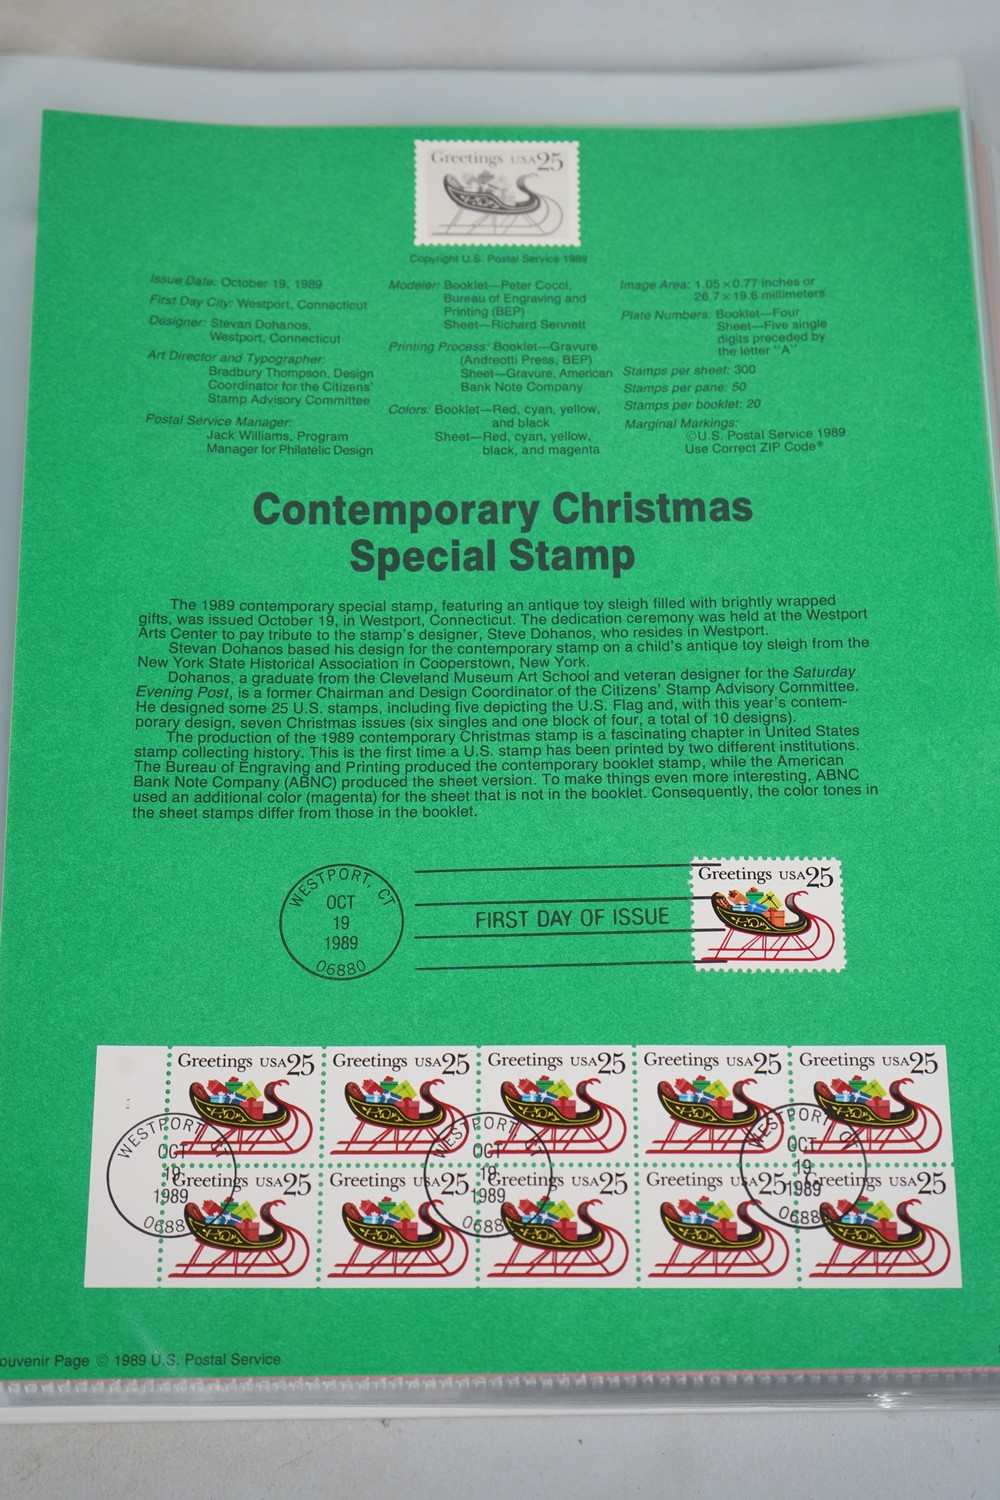 Greetings USA25
Copyright U.S. Postal Service 1989
Issue Date: October 19, 1989
First Day City: Westport, Connecticut
Designer: Stevan Dohanos,
Westport, Connecticut
Art Director and Typographer:
Bradbury Thompson, Design
Coordinator for the Citizens'
Stamp Advisory Committee
Postal Service Manager:
Jack Williams, Program
Manager for Philatelic Design
Modeler: Booklet—Peter Cocci,
Bureau of Engraving and
Printing (BEP)
Sheet—Richard Sennett
Printing Process: Booklet—Gravure
(Andreotti Press, BEP)
Sheet—Gravure, American
Bank Note Company
Colors: Booklet—Red, cyan, yellow,
and black
Sheet—Red, cyan, yellow,
black, and magenta
Image Area: 1.05 × 0.77 inches or
26.7 × 19.6 millimeters
Plate Numbers: Booklet—Four
Sheet—Five single
digits preceded by
the letter "A"
Stamps per sheet: 300
Stamps per pane: 50
Stamps per booklet: 20
Marginal Markings:
©U.S. Postal Service 1989
Use Correct ZIP Code®
Contemporary Christmas
Special Stamp
The 1989 contemporary special stamp, featuring an antique toy sleigh filled with brightly wrapped
gifts, was issued October 19, in Westport, Connecticut. The dedication ceremony was held at the Westport
Arts Center to pay tribute to the stamp's designer, Steve Dohanos, who resides in Westport.
Stevan Dohanos based his design for the contemporary stamp on a child's antique toy sleigh from the
New York State Historical Association in Cooperstown, New York.
Dohanos, a graduate from the Cleveland Museum Art School and veteran designer for the Saturday
Evening Post, is a former Chairman and Design Coordinator of the Citizens' Stamp Advisory Committee.
He designed some 25 U.S. stamps, including five depicting the U.S. Flag and, with this year's contem-
porary design, seven Christmas issues (six singles and one block of four, a total of 10 designs).
The production of the 1989 contemporary Christmas stamp is a fascinating chapter in United States
stamp collecting history. This is the first time a U.S. stamp has been printed by two different institutions.
The Bureau of Engraving and Printing produced the contemporary booklet stamp, while the American
Bank Note Company (ABNC) produced the sheet version. To make things even more interesting, ABNC
used an additional color (magenta) for the sheet that is not in the booklet. Consequently, the color tones in
the sheet stamps differ from those in the booklet.
WESTPORT, CT
OCT
19
1989
06880
FIRST DAY OF ISSUE
Greetings USA25
Greetings USA25
Greetings USA25
Greetings USA25
Greetings USA25
Greetings USA25
WESTPORT CT
OCT
19
1989
0688
WESTPORT CT
OCT
19
1989
0688
WESTPORT CT
OCT
19
1989
0688
Greetings USA25
Greetings USA25
Greetings USA25
Greetings USA25
Greetings USA25
ouvenir Page © 1989 U.S. Postal Service